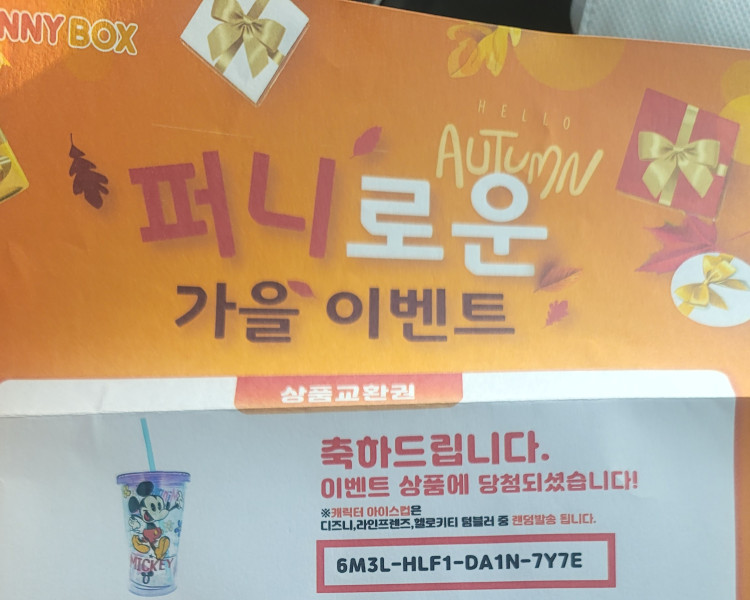 NNY BOX
HELLO
AUTUMN
퍼니로운
가을 이벤트
상품교환권
축하드립니다.
이벤트 상품에 당첨되셨습니다!
※캐릭터 아이스컵은
디즈니,라인프렌즈,헬로키티 텀블러 중 랜덤발송 됩니다.
MICKEY
6M3L-HLF1-DA1N-7Y7E